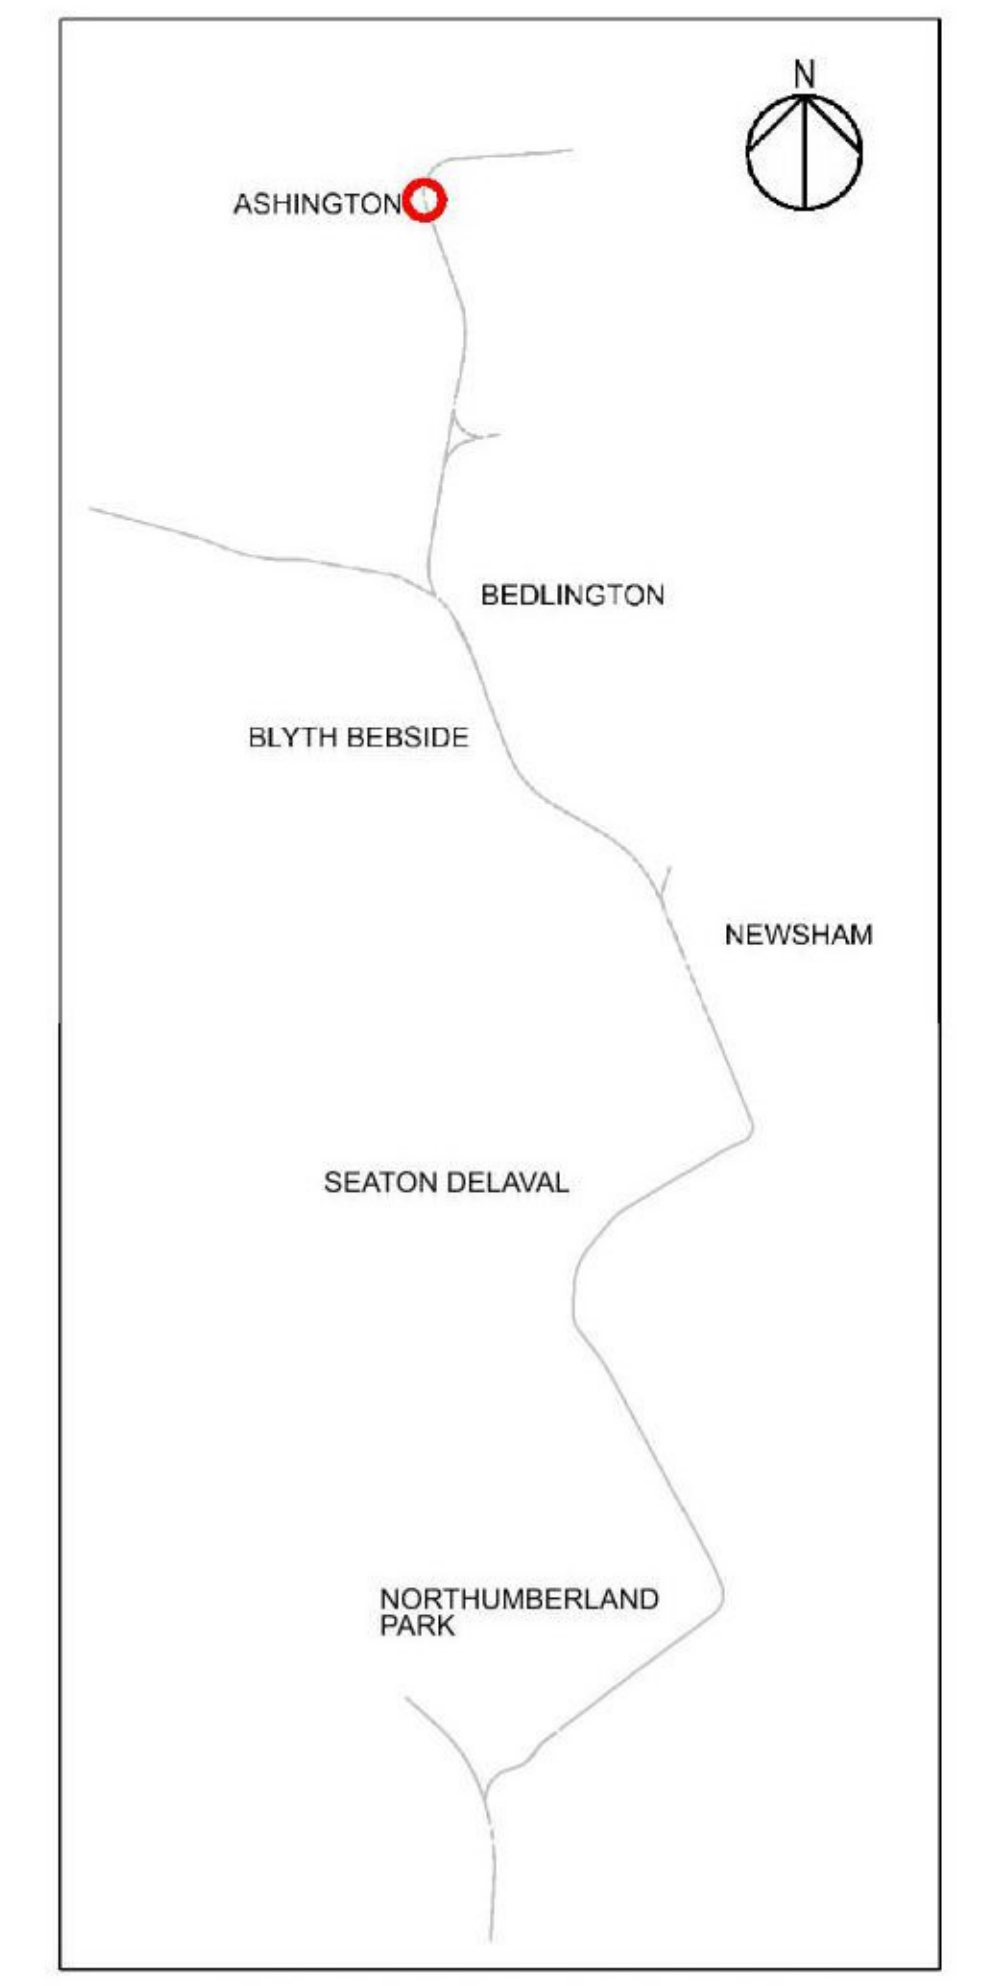 N
ASHINGTON
BEDLINGTON
BLYTH BEBSIDE
NEWSHAM
SEATON DELAVAL
NORTHUMBERLAND
PARK